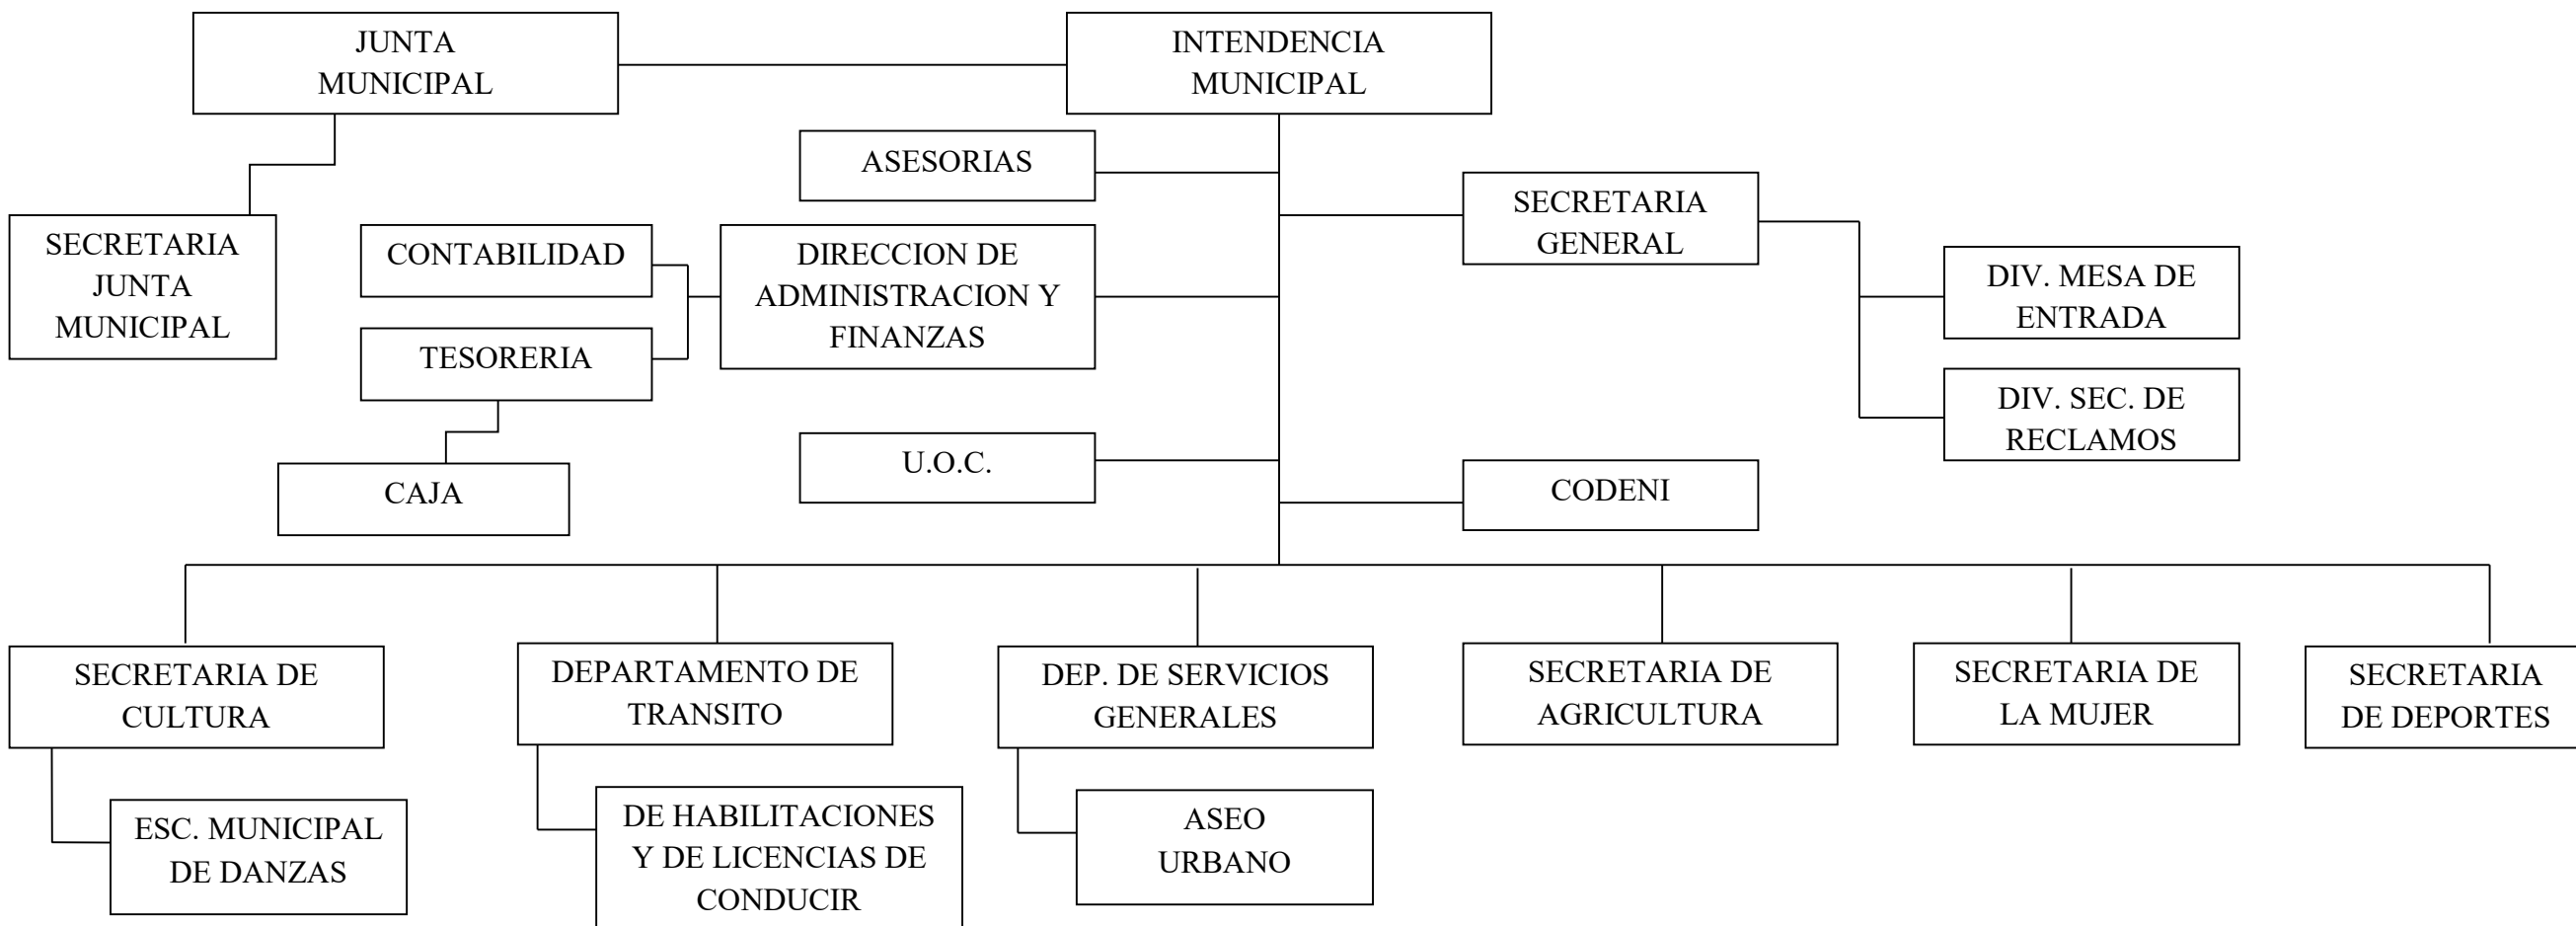 JUNTA
MUNICIPAL
INTENDENCIA
MUNICIPAL
ASESORIAS
SECRETARIA
GENERAL
SECRETARIA
JUNTA
MUNICIPAL
CONTABILIDAD
DIRECCION DE
ADMINISTRACION Y
FINANZAS
DIV. MESA DE
ENTRADA
TESORERIA
DIV. SEC. DE
RECLAMOS
U.O.C.
CAJA
CODENI
SECRETARIA DE
CULTURA
DEPARTAMENTO DE
TRANSITO
DEP. DE SERVICIOS
GENERALES
SECRETARIA DE
AGRICULTURA
SECRETARIA DE
LA MUJER
SECRETARIA
DE DEPORTES
ESC. MUNICIPAL
DE DANZAS
DE HABILITACIONES
Y DE LICENCIAS DE
CONDUCIR
ASEO
URBANO